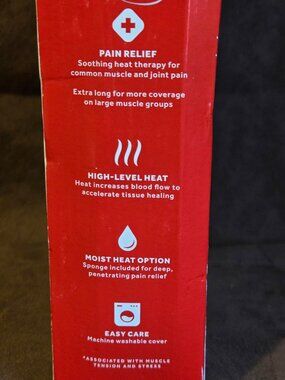 PAIN RELIEF
Soothing heat therapy for
common muscle and joint pain
Extra long for more coverage
on large muscle groups
HIGH-LEVEL HEAT
Heat increases blood flow to
accelerate tissue healing
MOIST HEAT OPTION
Sponge included for deep,
penetrating pain relief
EASY CARE
Machine washable cover
*ASSOCIATED WITH MUSCLE
TENSION AND STRESS